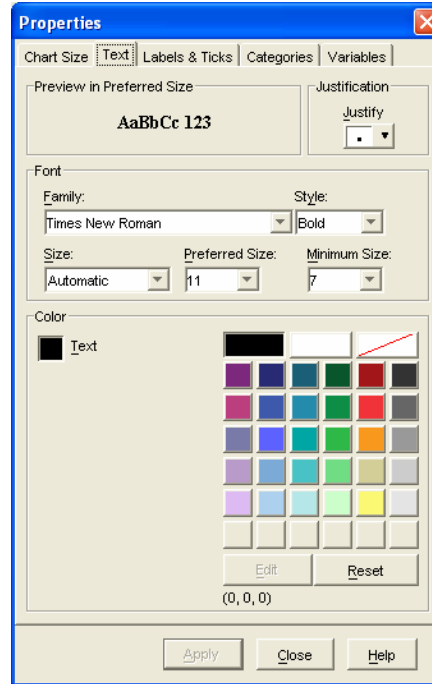 Properties
Chart Size Text Labels & Ticks Categories Variables
Preview in Preferred Size
AaBbCc 123
Justification
Justify
Font
Family: Style:
Times New Roman Bold
Size: Preferred Size: Minimum Size:
Automatic 11 7
Color
Text
Edit Reset
(0, 0, 0)
Apply Close Help